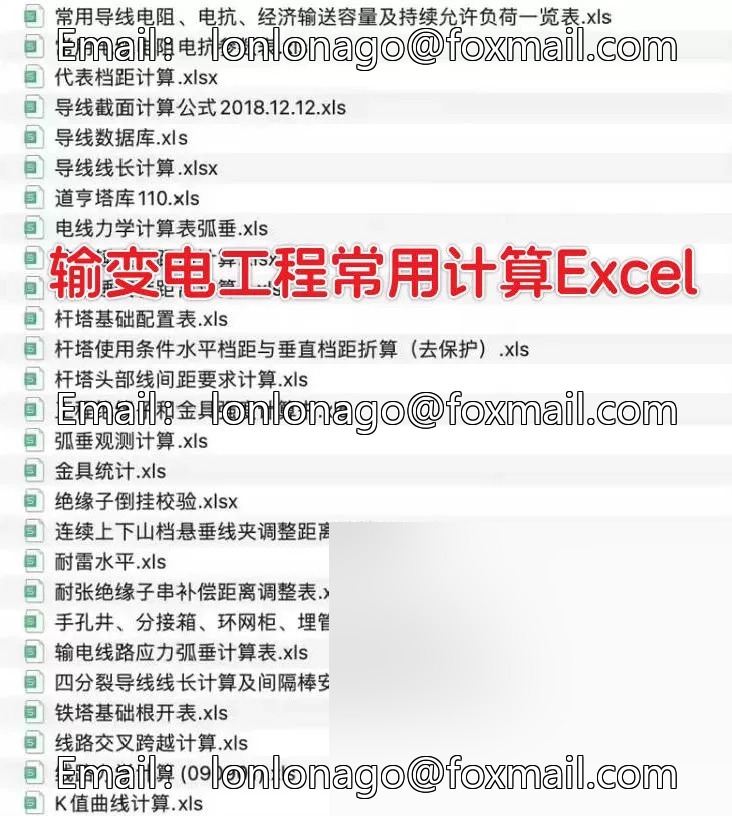 常用导线电阻、电抗、经济输送容量及持续允许负荷一览表.xls
Email: lonlonago@foxmail.com
代表档距计算.xlsx
导线截面计算公式2018.12.12.xls
导线数据库.xls
导线线长计算.xlsx
道亨塔库110.xls
电线力学计算表弧垂.xls
输变电工程常用计算Excel
杆塔基础配置表.xls
杆塔使用条件水平档距与垂直档距折算（去保护）.xls
杆塔头部线间距要求计算.xls
Email: lonlonago@foxmail.com
弧垂观测计算.xls
金具统计.xls
绝缘子倒挂校验.xlsx
连续上下山档悬垂线夹调整距离
耐雷水平.xls
耐张绝缘子串补偿距离调整表.x
手孔井、分接箱、环网柜、埋管
输电线路应力弧垂计算表.xls
四分裂导线线长计算及间隔棒安
铁塔基础根开表.xls
线路交叉跨越计算.xls
Email: lonlonago@foxmail.com
K值曲线计算.xls